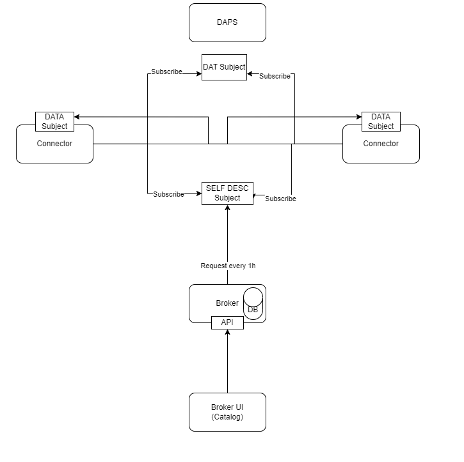 DAPS
DAT Subject
Subscribe
Subscribe
DATA
Subject
DATA
Subject
Connector
Connector
SELF DESC
Subject
Subscribe
Subscribe
Request every 1h
Broker
DB
API
Broker UI
(Catalog)